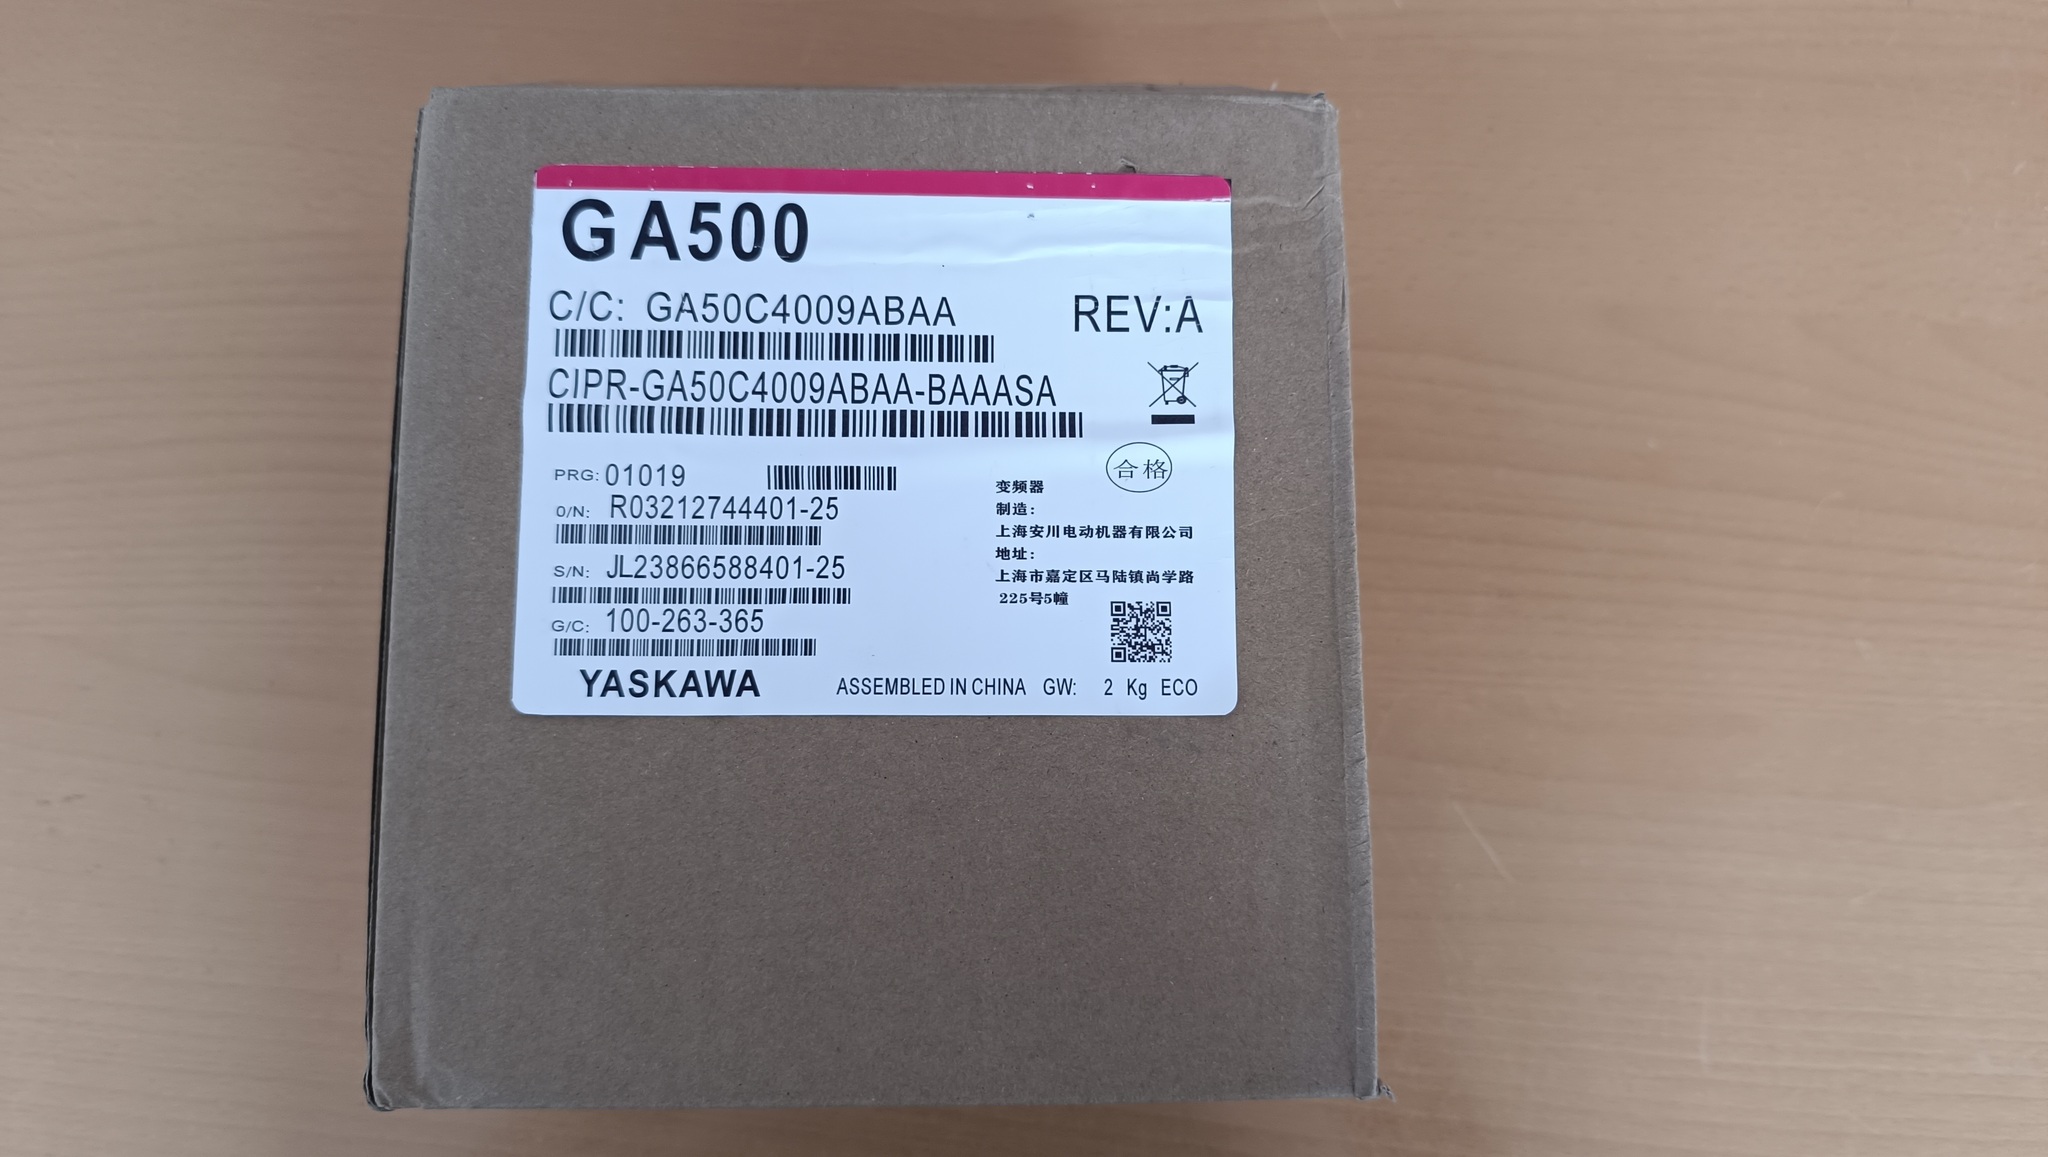 GA500
C/C: GA50C4009ABAA REV:A
CIPR-GA50C4009ABAA-BAAASA
合格
PRG: 01019
O/N: R03212744401-25
S/N: JL23866588401-25
G/C: 100-263-365
变频器
制造:
上海安川电动机器有限公司
地址:
上海市嘉定区马陆镇尚学路
225号5幢
YASKAWA ASSEMBLED IN CHINA GW: 2 Kg ECO